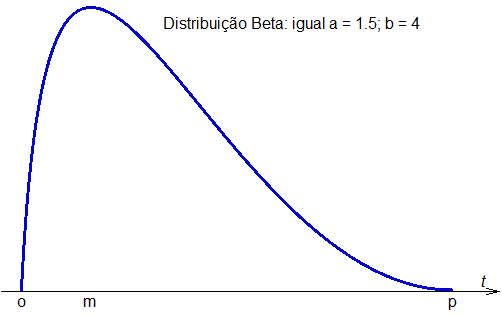 Distribuição Beta: igual a = 1.5; b = 4
t
o m p